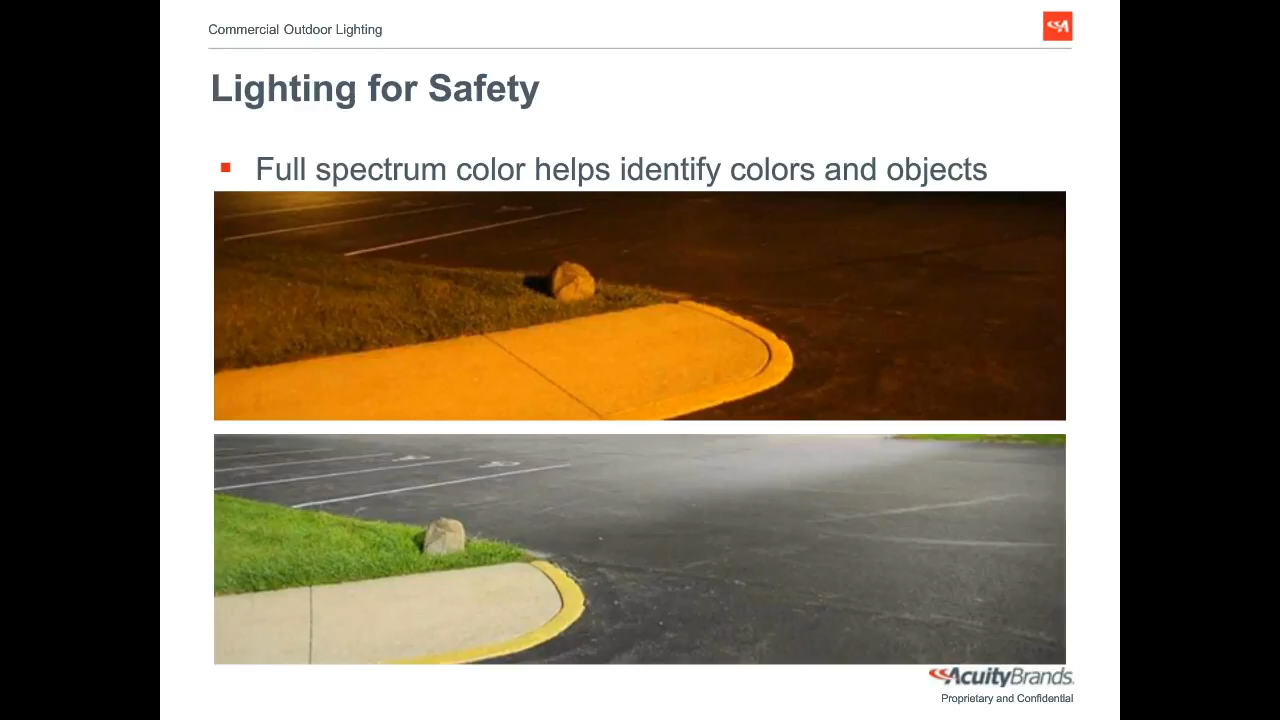 Commercial Outdoor Lighting
Lighting for Safety
Full spectrum color helps identify colors and objects
AcuityBrands.
Proprietary and Confidential